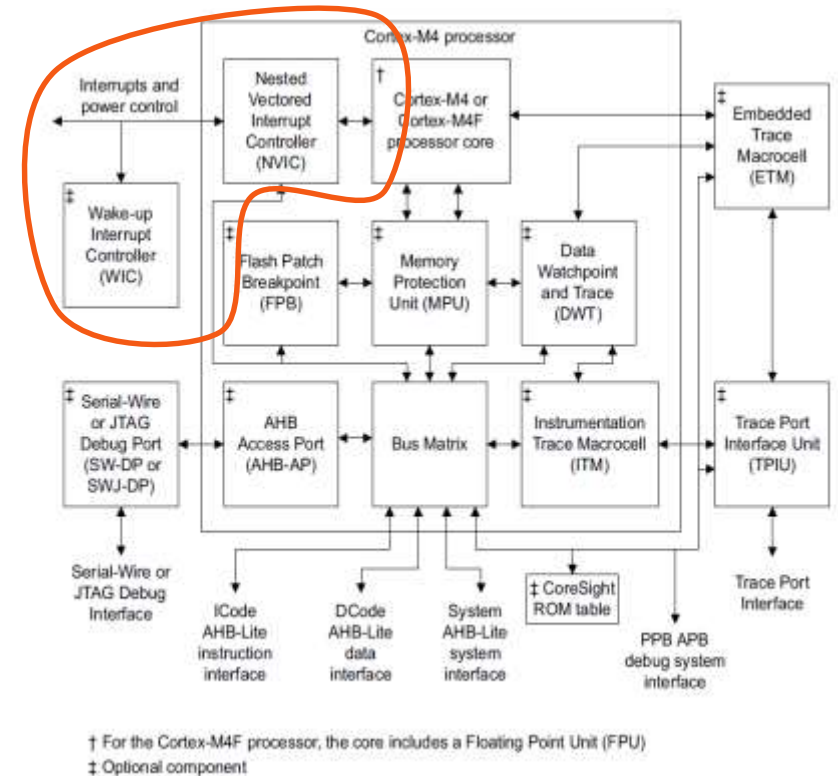 Cortex-M4 processor
Interrupts and
power control
Nested
Vectored
Interrupt
Controller
(NVIC)
†
Cortex-M4 or
Cortex-M4F
processor core
‡
Embedded
Trace
Macrocell
(ETM)
‡
Wake-up
Interrupt
Controller
(WIC)
‡
Flash Patch
Breakpoint
(FPB)
‡
Memory
Protection
Unit (MPU)
‡
Data
Watchpoint
and Trace
(DWT)
‡
Serial-Wire
or JTAG
Debug Port
(SW-DP or
SWJ-DP)
‡
AHB
Access Port
(AHB-AP)
Bus Matrix
‡
Instrumentation
Trace Macrocell
(ITM)
‡
Trace Port
Interface Unit
(TPIU)
Serial-Wire or
JTAG Debug
Interface
ICode
AHB-Lite
instruction
interface
DCode
AHB-Lite
data
interface
System
AHB-Lite
system
interface
‡ CoreSight
ROM table
PPB APB
debug system
interface
Trace Port
Interface
† For the Cortex-M4F processor, the core includes a Floating Point Unit (FPU)
‡ Optional component